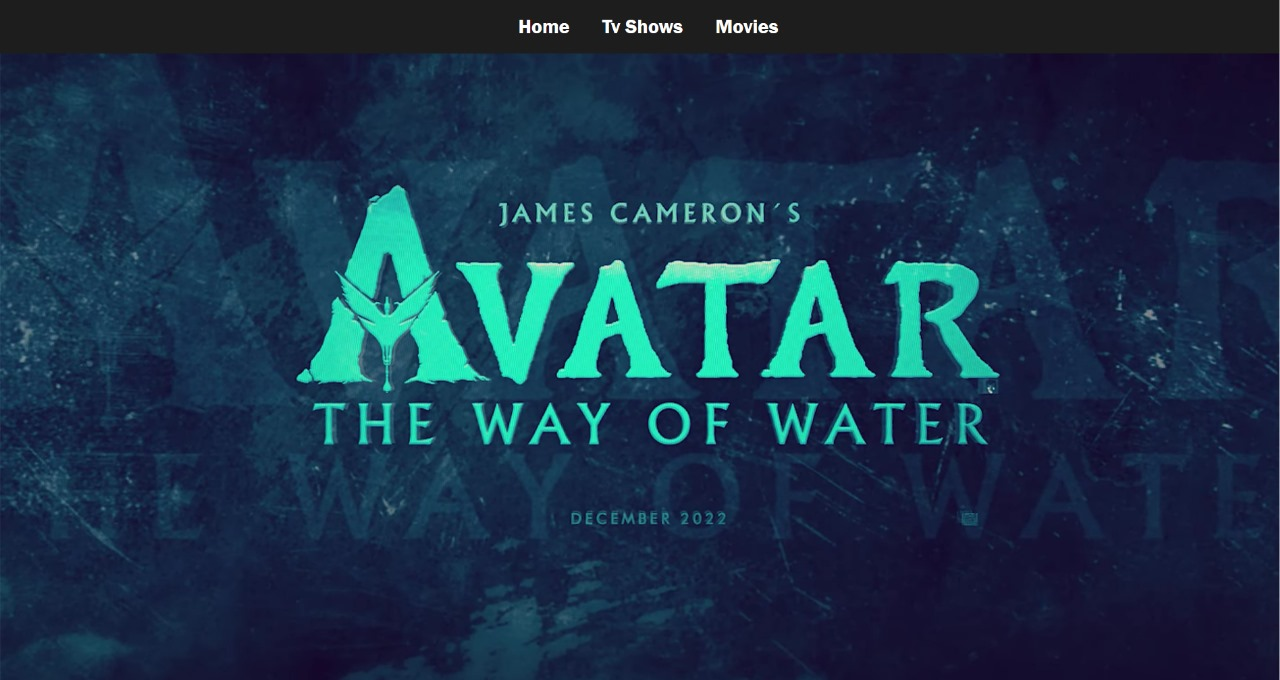 Home Tv Shows Movies
JAMES CAMERON´S
AVATAR
THE WAY OF WATER
DECEMBER 2022